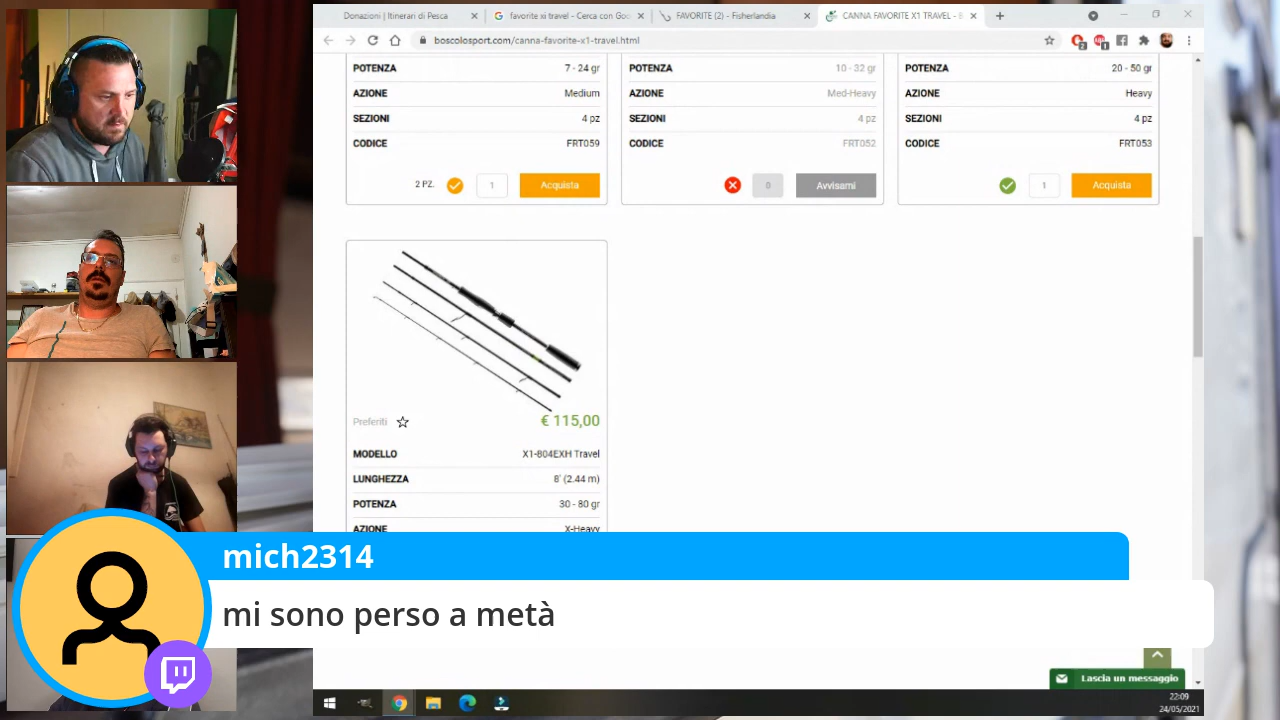 Donazioni | Itinerari di Pesca
favorite xi travel - Cerca con Goo
FAVORITE (2) - Fisherlandia
CANNA FAVORITE X1 TRAVEL - B
boscolosport.com/canna-favorite-x1-travel.html
POTENZA 7 - 24 gr
AZIONE Medium
SEZIONI 4 pz
CODICE FRT059
2 PZ. 1 Acquista
POTENZA 10 - 32 gr
AZIONE Med-Heavy
SEZIONI 4 pz
CODICE FRT052
0 Avvisami
POTENZA 20 - 50 gr
AZIONE Heavy
SEZIONI 4 pz
CODICE FRT053
1 Acquista
Preferiti € 115,00
MODELLO X1-804EXH Travel
LUNGHEZZA 8' (2.44 m)
POTENZA 30 - 80 gr
AZIONE X-Heavy
mich2314
mi sono perso a metà
Lascia un messaggio
22:09
24/05/2021